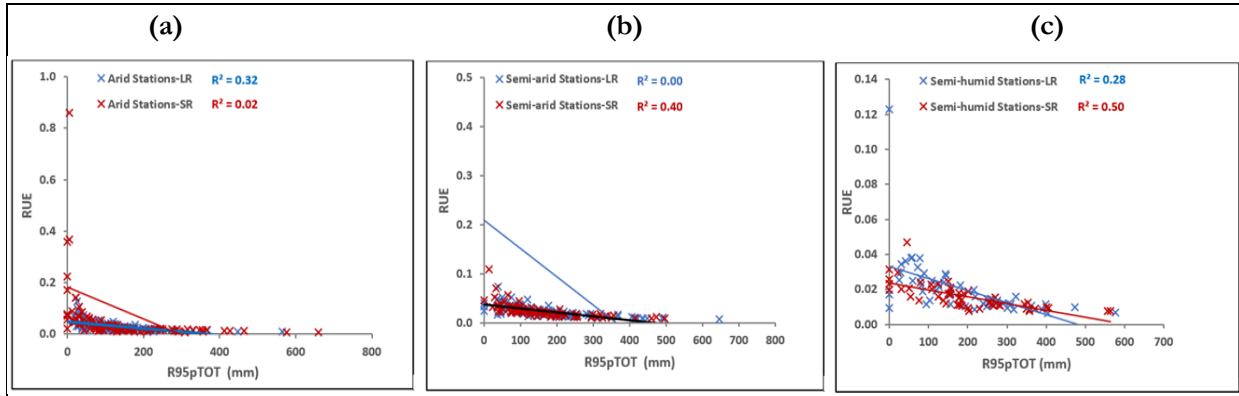 (a)
(b)
(c)
Arid Stations-LR R² = 0.32
Arid Stations-SR R² = 0.02
RUE
1.0
0.8
0.6
0.4
0.2
0.0
0 200 400 600 800
R95pTOT (mm)
Semi-arid Stations-LR R² = 0.00
Semi-arid Stations-SR R² = 0.40
RUE
0.5
0.4
0.3
0.2
0.1
0.0
0 100 200 300 400 500 600 700 800
R95pTOT (mm)
Semi-humid Stations-LR R² = 0.28
Semi-humid Stations-SR R² = 0.50
RUE
0.14
0.12
0.10
0.08
0.06
0.04
0.02
0.00
0 100 200 300 400 500 600 700
R95pTOT (mm)